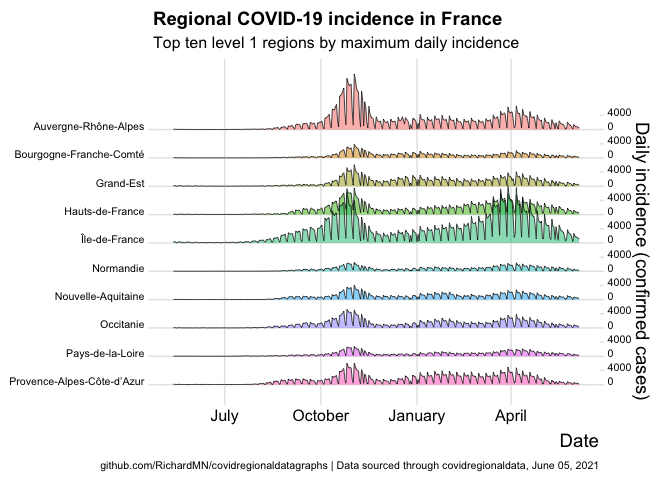 Regional COVID-19 incidence in France
Top ten level 1 regions by maximum daily incidence
Auvergne-Rhône-Alpes
4000
0
Bourgogne-Franche-Comté
4000
0
Grand-Est
4000
0
Hauts-de-France
4000
0
Île-de-France
4000
0
Normandie
4000
0
Nouvelle-Aquitaine
4000
0
Occitanie
4000
0
Pays-de-la-Loire
4000
0
Provence-Alpes-Côte-d'Azur
4000
0
Daily incidence (confirmed cases)
July October January April
Date
github.com/RichardMN/covidregionaldatagraphs | Data sourced through covidregionaldata, June 05, 2021